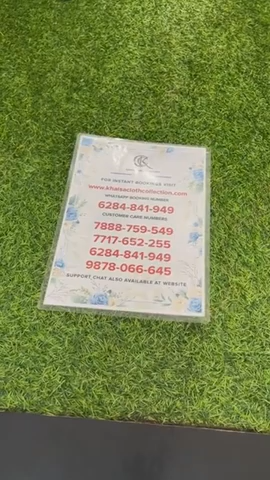 FOR INSTANT BOOKING VISIT
www.khalsaclothcollection.com
WHATSAPP BOOKING NUMBER
6284-841-949
CUSTOMER CARE NUMBERS
7888-759-549
7717-652-255
6284-841-949
9878-066-645
SUPPORT CHAT ALSO AVAILABLE AT WEBSITE